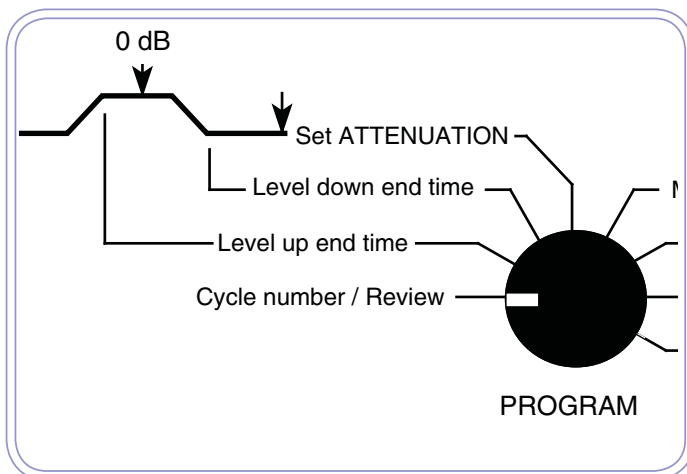 0 dB
Set ATTENUATION
Level down end time
Level up end time
Cycle number / Review
PROGRAM